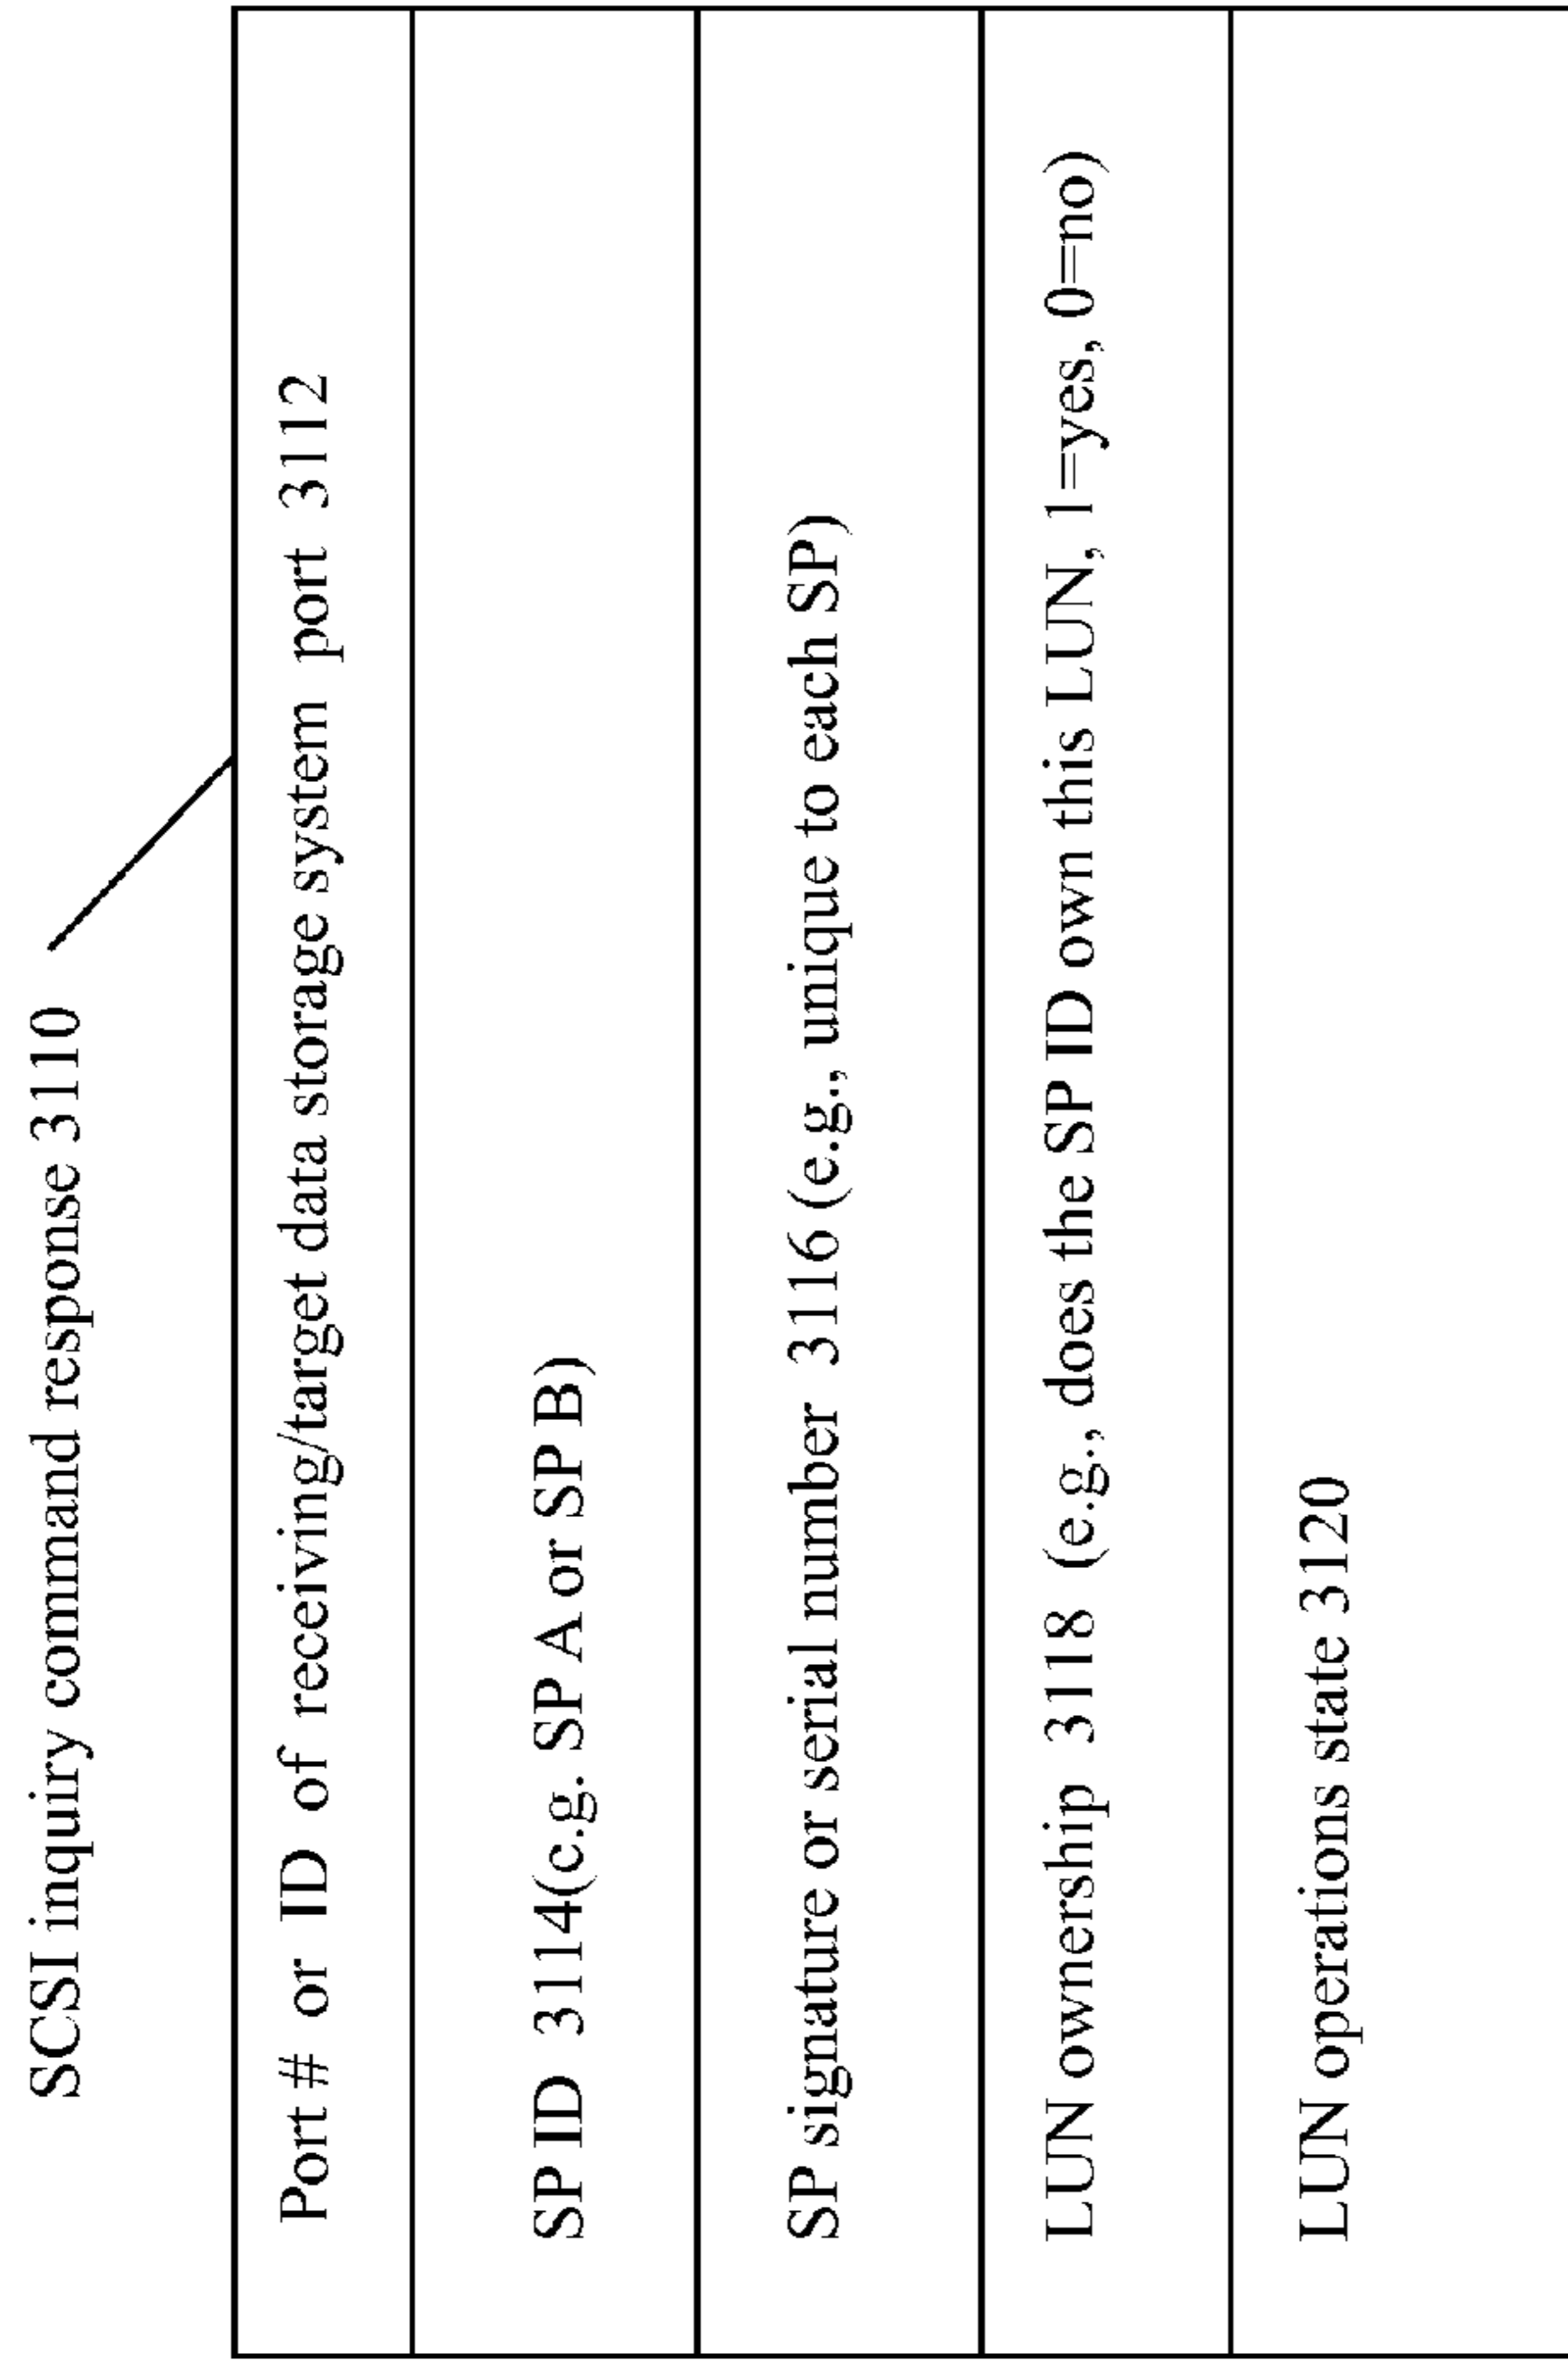 SCSI inquiry command and response 3110
Port # or ID of receiving/target data storage system port 3112
SP ID 3114(e.g. SP A or SP B)
SP signature or serial number 3116 (e.g., unique to each SP)
LUN ownership 3118 (e.g., does the SP ID own this LUN, 1=yes, 0=no)
LUN operations state 3120